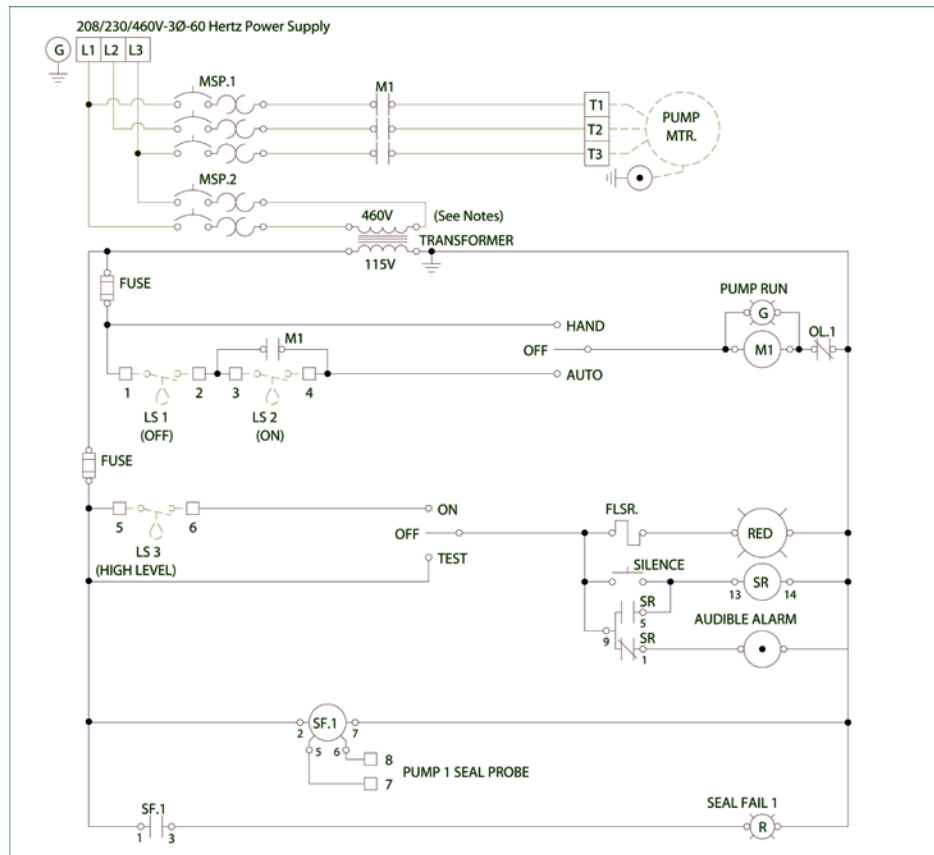 208/230/460V-3Ø-60 Hertz Power Supply
G L1 L2 L3
MSP.1
M1
T1
T2
T3
PUMP
MTR.
MSP.2
460V
(See Notes)
TRANSFORMER
115V
FUSE
PUMP RUN
G
HAND
OFF
AUTO
M1
M1
OL.1
1 2 3 4
LS 1
(OFF)
LS 2
(ON)
FUSE
5 6
LS 3
(HIGH LEVEL)
ON
OFF
TEST
FLSR.
RED
SILENCE
13 SR 14
SR
5
9
SR
1
AUDIBLE ALARM
2 SF.1 7
5 6 8
7
PUMP 1 SEAL PROBE
SF.1
1 3
SEAL FAIL 1
R